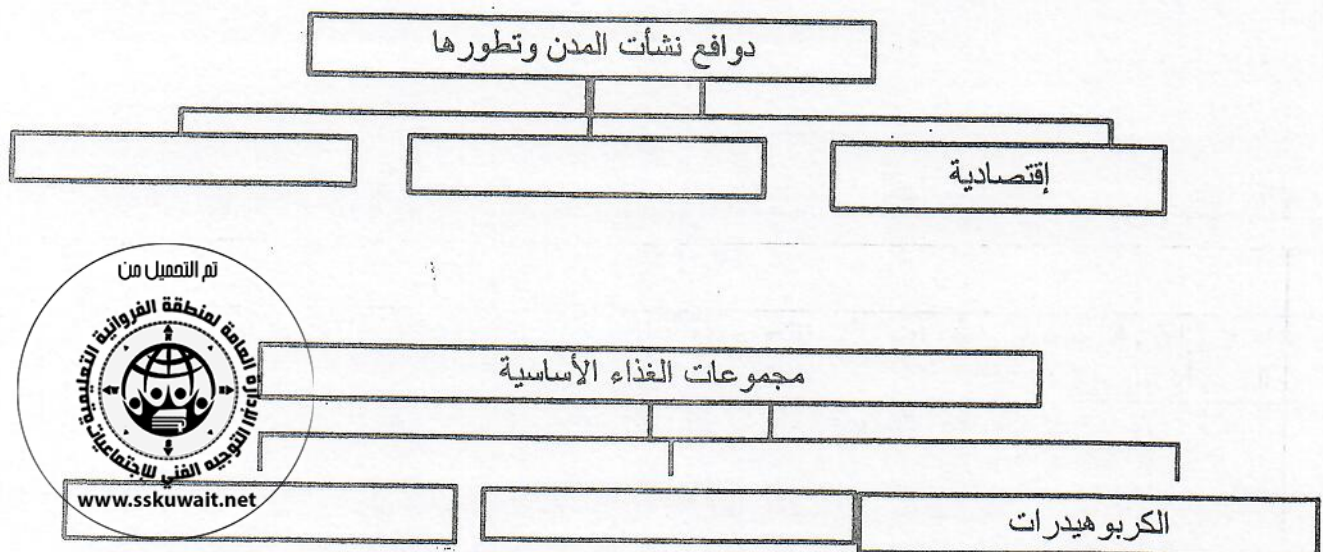 دوافع نشأت المدن وتطورها
إقتصادية
تم التحميل من
التوجيه الفني للإجتماعيات
العامة لمنطقة الفروانية التعليمية
www.sskuwait.net
مجموعات الغذاء الأساسية
الكربوهيدرات